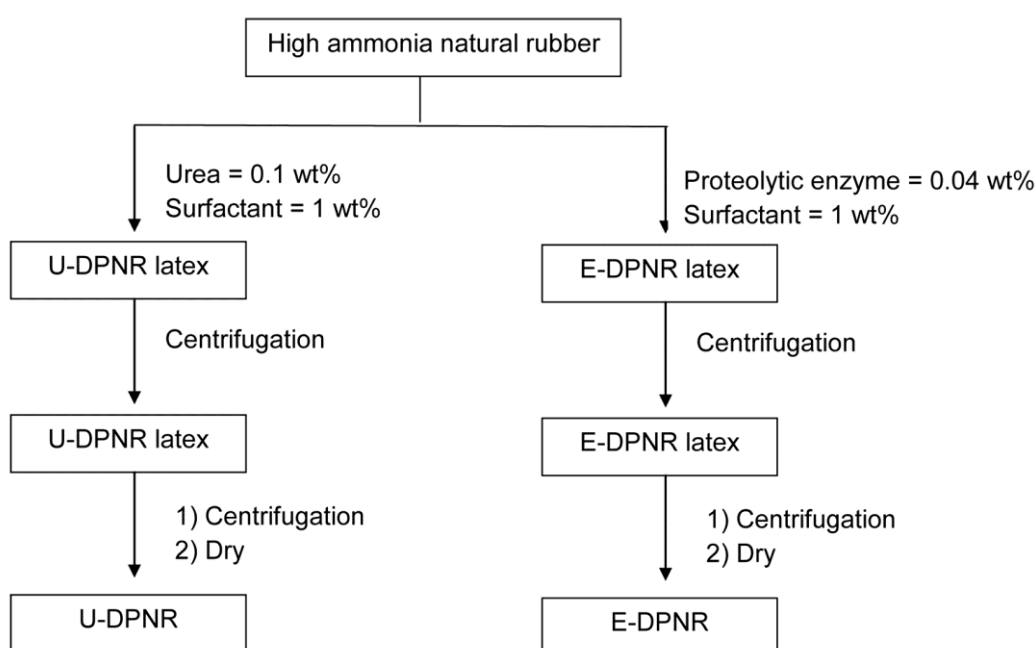 High ammonia natural rubber
Urea = 0.1 wt%
Surfactant = 1 wt%
Proteolytic enzyme = 0.04 wt%
Surfactant = 1 wt%
U-DPNR latex
E-DPNR latex
Centrifugation
Centrifugation
U-DPNR latex
E-DPNR latex
1) Centrifugation
2) Dry
1) Centrifugation
2) Dry
U-DPNR
E-DPNR